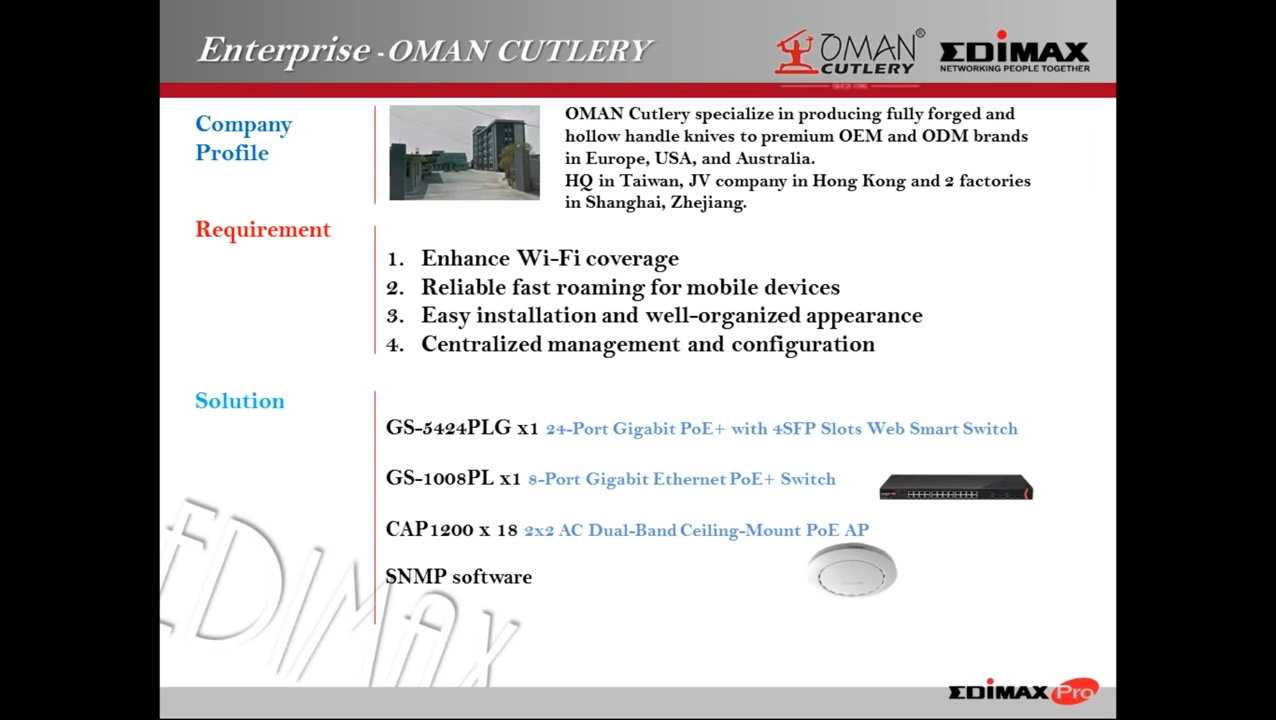 Enterprise - OMAN CUTLERY
OMAN®
CUTLERY
SINCE 1780
EDIMAX
NETWORKING PEOPLE TOGETHER
Company
Profile
OMAN Cutlery specialize in producing fully forged and
hollow handle knives to premium OEM and ODM brands
in Europe, USA, and Australia.
HQ in Taiwan, JV company in Hong Kong and 2 factories
in Shanghai, Zhejiang.
Requirement
1. Enhance Wi-Fi coverage
2. Reliable fast roaming for mobile devices
3. Easy installation and well-organized appearance
4. Centralized management and configuration
Solution
GS-5424PLG x1 24-Port Gigabit PoE+ with 4SFP Slots Web Smart Switch
GS-1008PL x1 8-Port Gigabit Ethernet PoE+ Switch
CAP1200 x 18 2x2 AC Dual-Band Ceiling-Mount PoE AP
SNMP software
EDIMAX
EDIMAX Pro